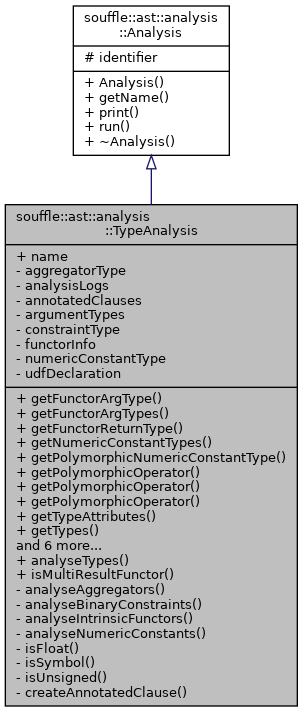 souffle::ast::analysis
::Analysis
# identifier
+ Analysis()
+ getName()
+ print()
+ run()
+ ~Analysis()
souffle::ast::analysis
::TypeAnalysis
+ name
- aggregatorType
- analysisLogs
- annotatedClauses
- argumentTypes
- constraintType
- functorInfo
- numericConstantType
- udfDeclaration
+ getFunctorArgType()
+ getFunctorArgTypes()
+ getFunctorReturnType()
+ getNumericConstantTypes()
+ getPolymorphicNumericConstantType()
+ getPolymorphicOperator()
+ getPolymorphicOperator()
+ getPolymorphicOperator()
+ getTypeAttributes()
+ getTypes()
and 6 more...
+ analyseTypes()
+ isMultiResultFunctor()
- analyseAggregators()
- analyseBinaryConstraints()
- analyseIntrinsicFunctors()
- analyseNumericConstants()
- isFloat()
- isSymbol()
- isUnsigned()
- createAnnotatedClause()